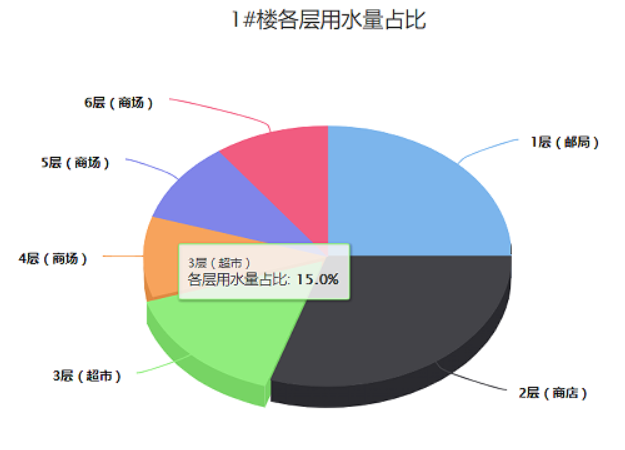 1#楼各层用水量占比
6层（商场）
1层（邮局）
5层（商场）
4层（商场）
3层（超市）
各层用水量占比: 15.0%
3层（超市）
2层（商店）